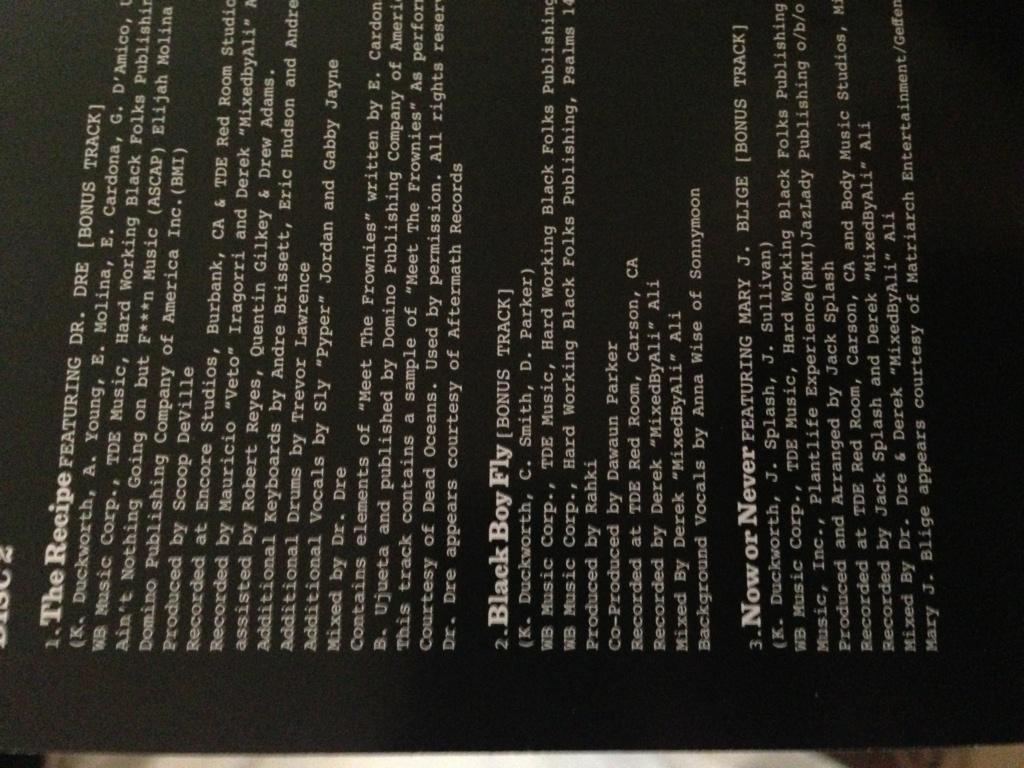 DISC 2
1. The Recipe FEATURING DR. DRE [BONUS TRACK]
(K. Duckworth, A. Young, E. Molina, E. Cardona, G. D'Amico,
WB Music Corp., TDE Music, Hard Working Black Folks
Ain't Nothing Going on but F***n Music (ASCAP) Elijah Molina
Domino Publishing Company of America Inc.(BMI)
Produced by Scoop DeVille
Recorded at Encore Studios, Burbank, CA & TDE Red Room
Recorded by Mauricio "Veto" Iragorri and Derek "MixedbyAli"
assisted by Robert Reyes, Quentin Gilkey & Drew Adams.
Additional Keyboards by Andre Brissett, Eric Hudson and
Additional Drums by Trevor Lawrence
Additional Vocals by Sly "Pyper" Jordan and Gabby Jayne
Mixed by Dr. Dre
Contains elements of "Meet The Frownies" written by E.
B. Ujueta and published by Domino Publishing Company of
This track contains a sample of "Meet The Frownies" As
Courtesy of Dead Oceans. Used by permission. All rights
Dr. Dre appears courtesy of Aftermath Records
2. Black Boy Fly [BONUS TRACK]
(K. Duckworth, C. Smith, D. Parker)
WB Music Corp., TDE Music, Hard Working Black Folks Publishing
WB Music Corp., Hard Working Black Folks Publishing, Psalms 14
Produced by Rahki
Co-Produced by Dawaun Parker
Recorded at TDE Red Room, Carson, CA
Recorded by Derek "MixedByAli" Ali
Mixed By Derek "MixedByAli" Ali
Background Vocals by Anna Wise of Sonnymoon
3. Now or Never FEATURING MARY J. BLIGE [BONUS TRACK]
(K. Duckworth, J. Splash, J. Sullivan)
WB Music Corp., TDE Music, Hard Working Black Folks Publishing
Music, Inc., Plantlife Experience(BMI)JazLady Publishing o/b/o
Produced and Arranged by Jack Splash
Recorded at TDE Red Room, Carson, CA and Body Music Studios,
Recorded by Jack Splash and Derek "MixedByAli" Ali
Mixed By Dr. Dre & Derek "MixedByAli" Ali
Mary J. Blige appears courtesy of Matriarch Entertainment/Geffen